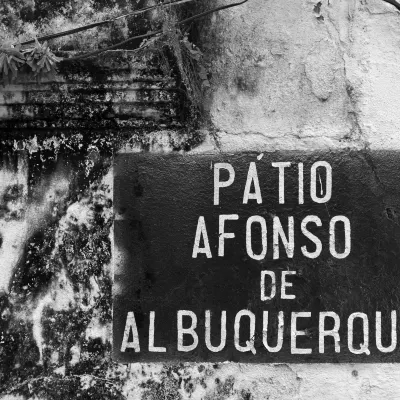 PÁTIO
AFONSO
DE
ALBUQUERQU